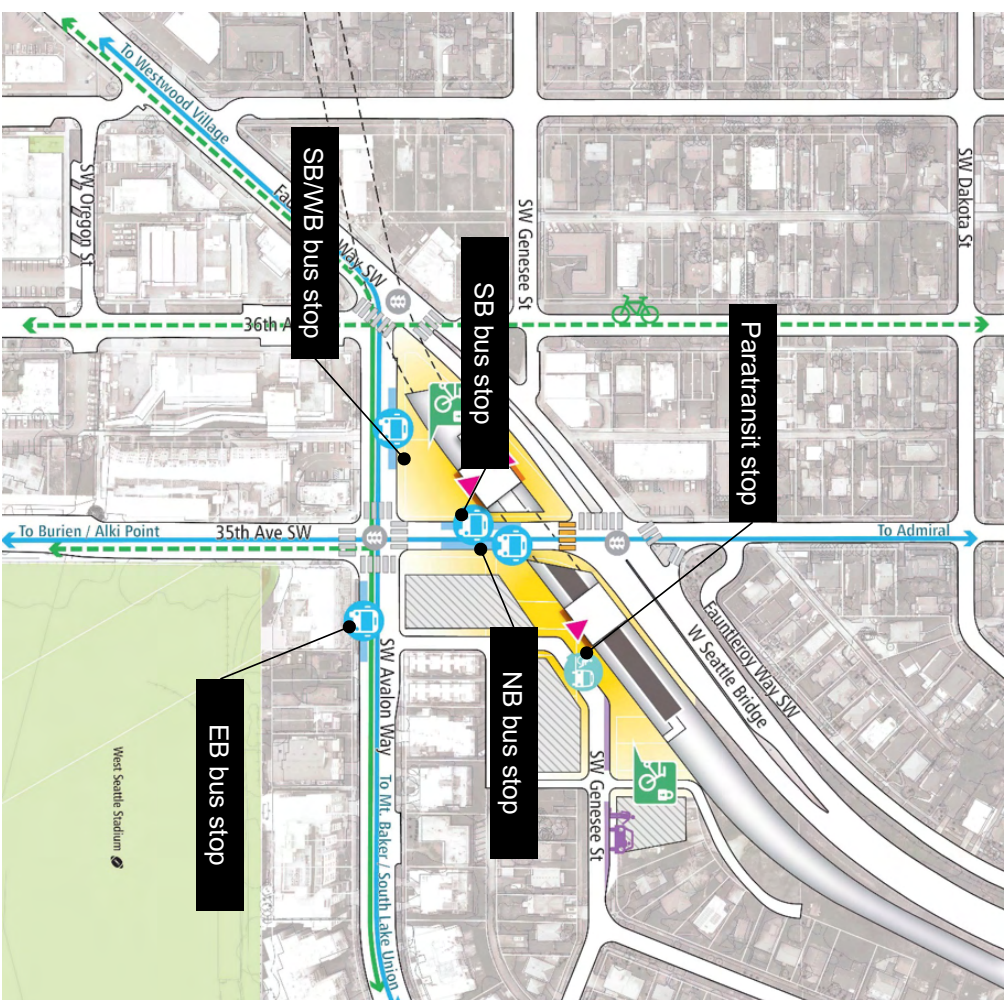 To Westwood Village
SW Oregon St
Way SW
SB/WB bus stop
SW Genesee St
SW Dakota St
36th A
SB bus stop
Paratransit stop
To Burien / Alki Point
35th Ave SW
To Admiral
Fauntleroy Way SW
W Seattle Bridge
SW Avalon Way
To Mt. Baker / South Lake Union
NB bus stop
EB bus stop
SW Genesee St
West Seattle Stadium